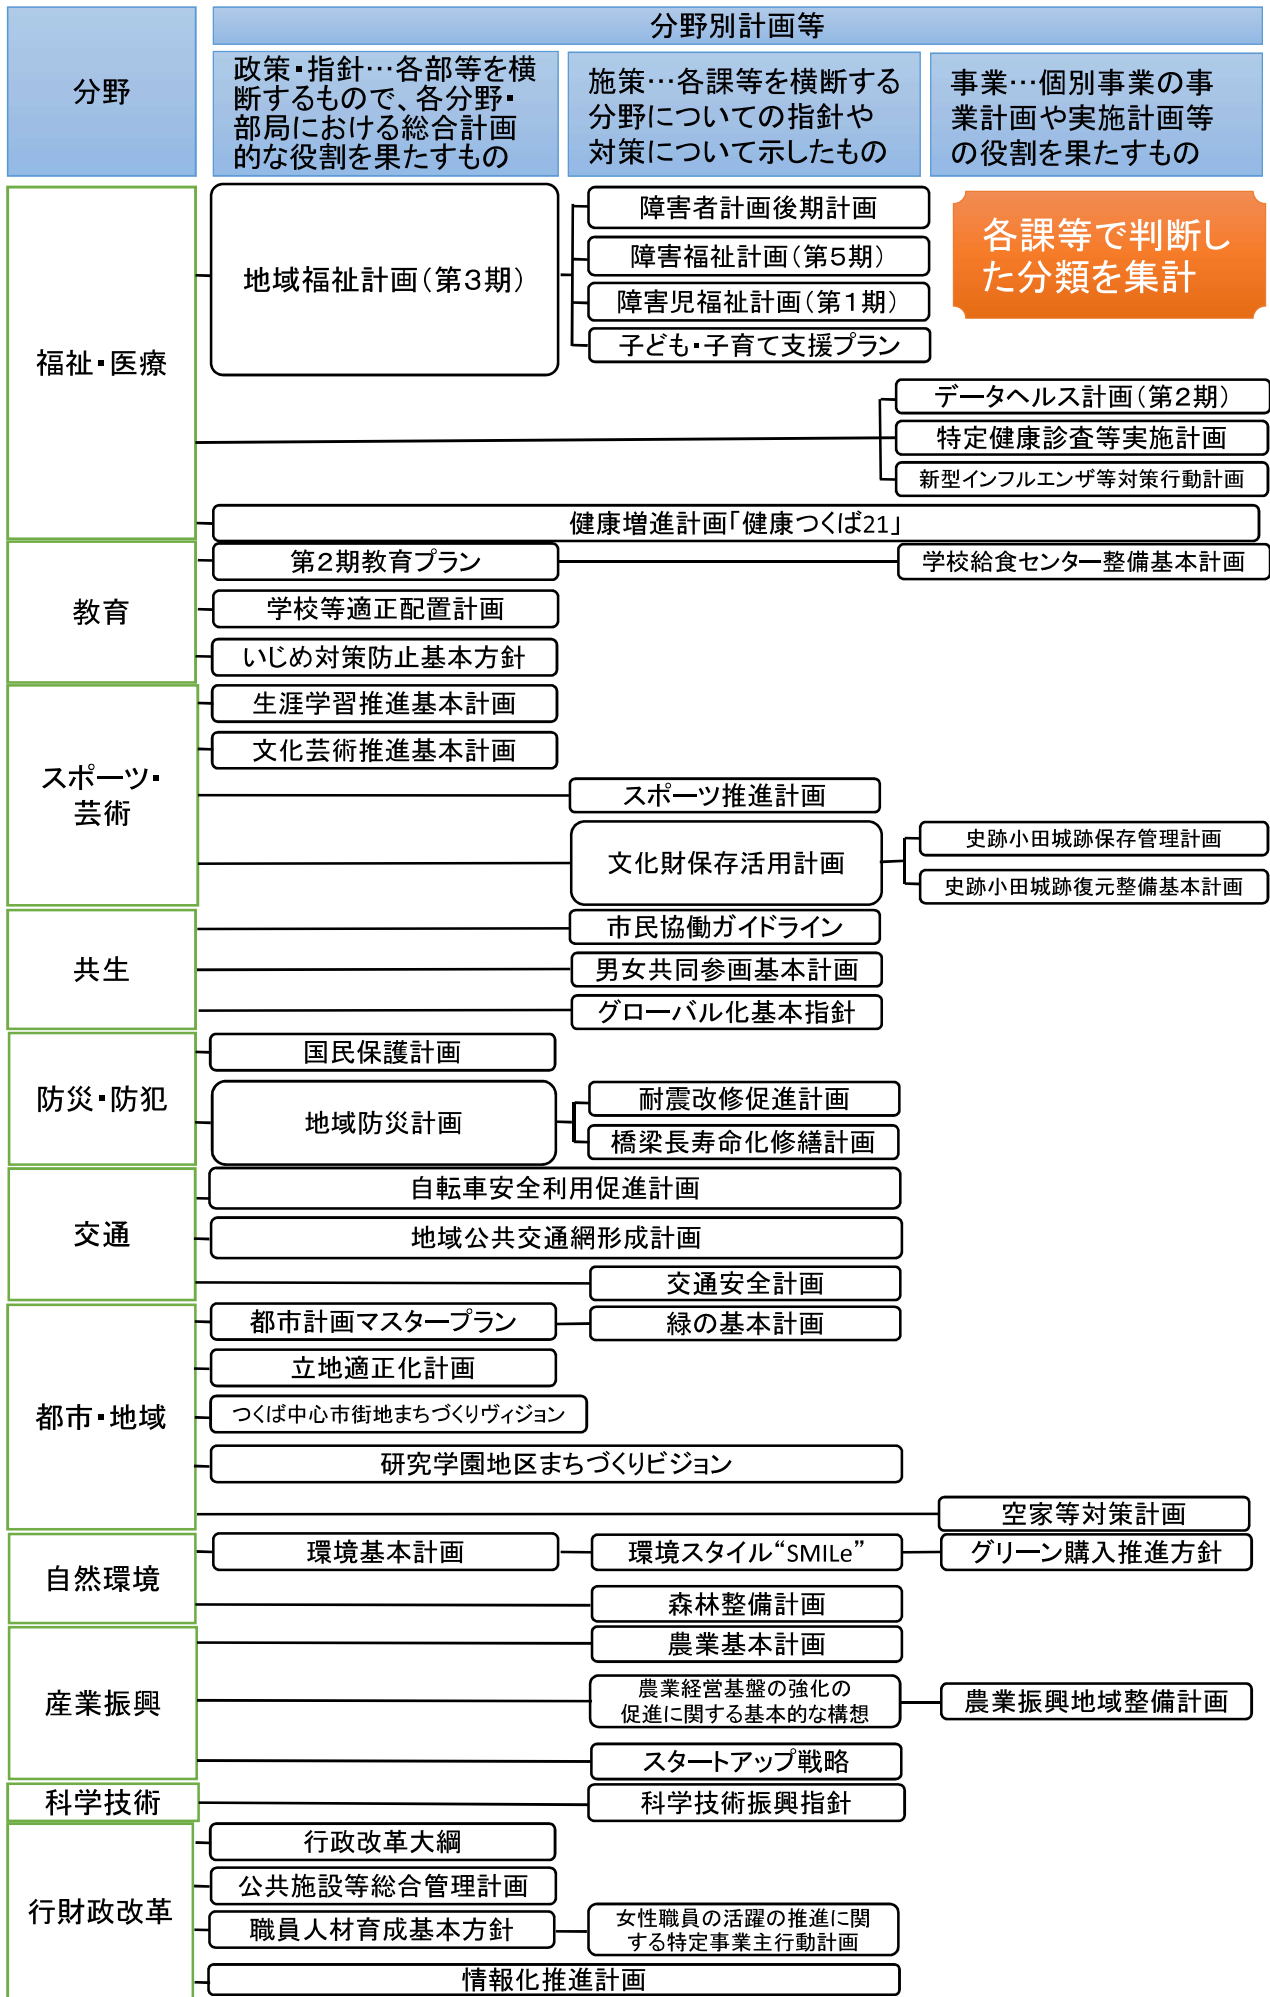 分野
分野別計画等
政策・指針…各部等を横
断するもので、各分野・
部局における総合計画
的な役割を果たすもの
施策…各課等を横断する
分野についての指針や
対策について示したもの
事業…個別事業の事
業計画や実施計画等
の役割を果たすもの
各課等で判断し
た分類を集計
福祉・医療
地域福祉計画（第３期）
障害者計画後期計画
障害福祉計画（第５期）
障害児福祉計画（第１期）
子ども・子育て支援プラン
データヘルス計画（第２期）
特定健康診査等実施計画
新型インフルエンザ等対策行動計画
健康増進計画「健康つくば21」
教育
第２期教育プラン
学校給食センター整備基本計画
学校等適正配置計画
いじめ対策防止基本方針
スポーツ・
芸術
生涯学習推進基本計画
文化芸術推進基本計画
スポーツ推進計画
文化財保存活用計画
史跡小田城跡保存管理計画
史跡小田城跡復元整備基本計画
共生
市民協働ガイドライン
男女共同参画基本計画
グローバル化基本指針
防災・防犯
国民保護計画
地域防災計画
耐震改修促進計画
橋梁長寿命化修繕計画
交通
自転車安全利用促進計画
地域公共交通網形成計画
交通安全計画
都市・地域
都市計画マスタープラン
緑の基本計画
立地適正化計画
つくば中心市街地まちづくりヴィジョン
研究学園地区まちづくりビジョン
空家等対策計画
自然環境
環境基本計画
環境スタイル“SMILe”
グリーン購入推進方針
森林整備計画
産業振興
農業基本計画
農業経営基盤の強化の
促進に関する基本的な構想
農業振興地域整備計画
スタートアップ戦略
科学技術
科学技術振興指針
行財政改革
行政改革大綱
公共施設等総合管理計画
職員人材育成基本方針
女性職員の活躍の推進に関
する特定事業主行動計画
情報化推進計画